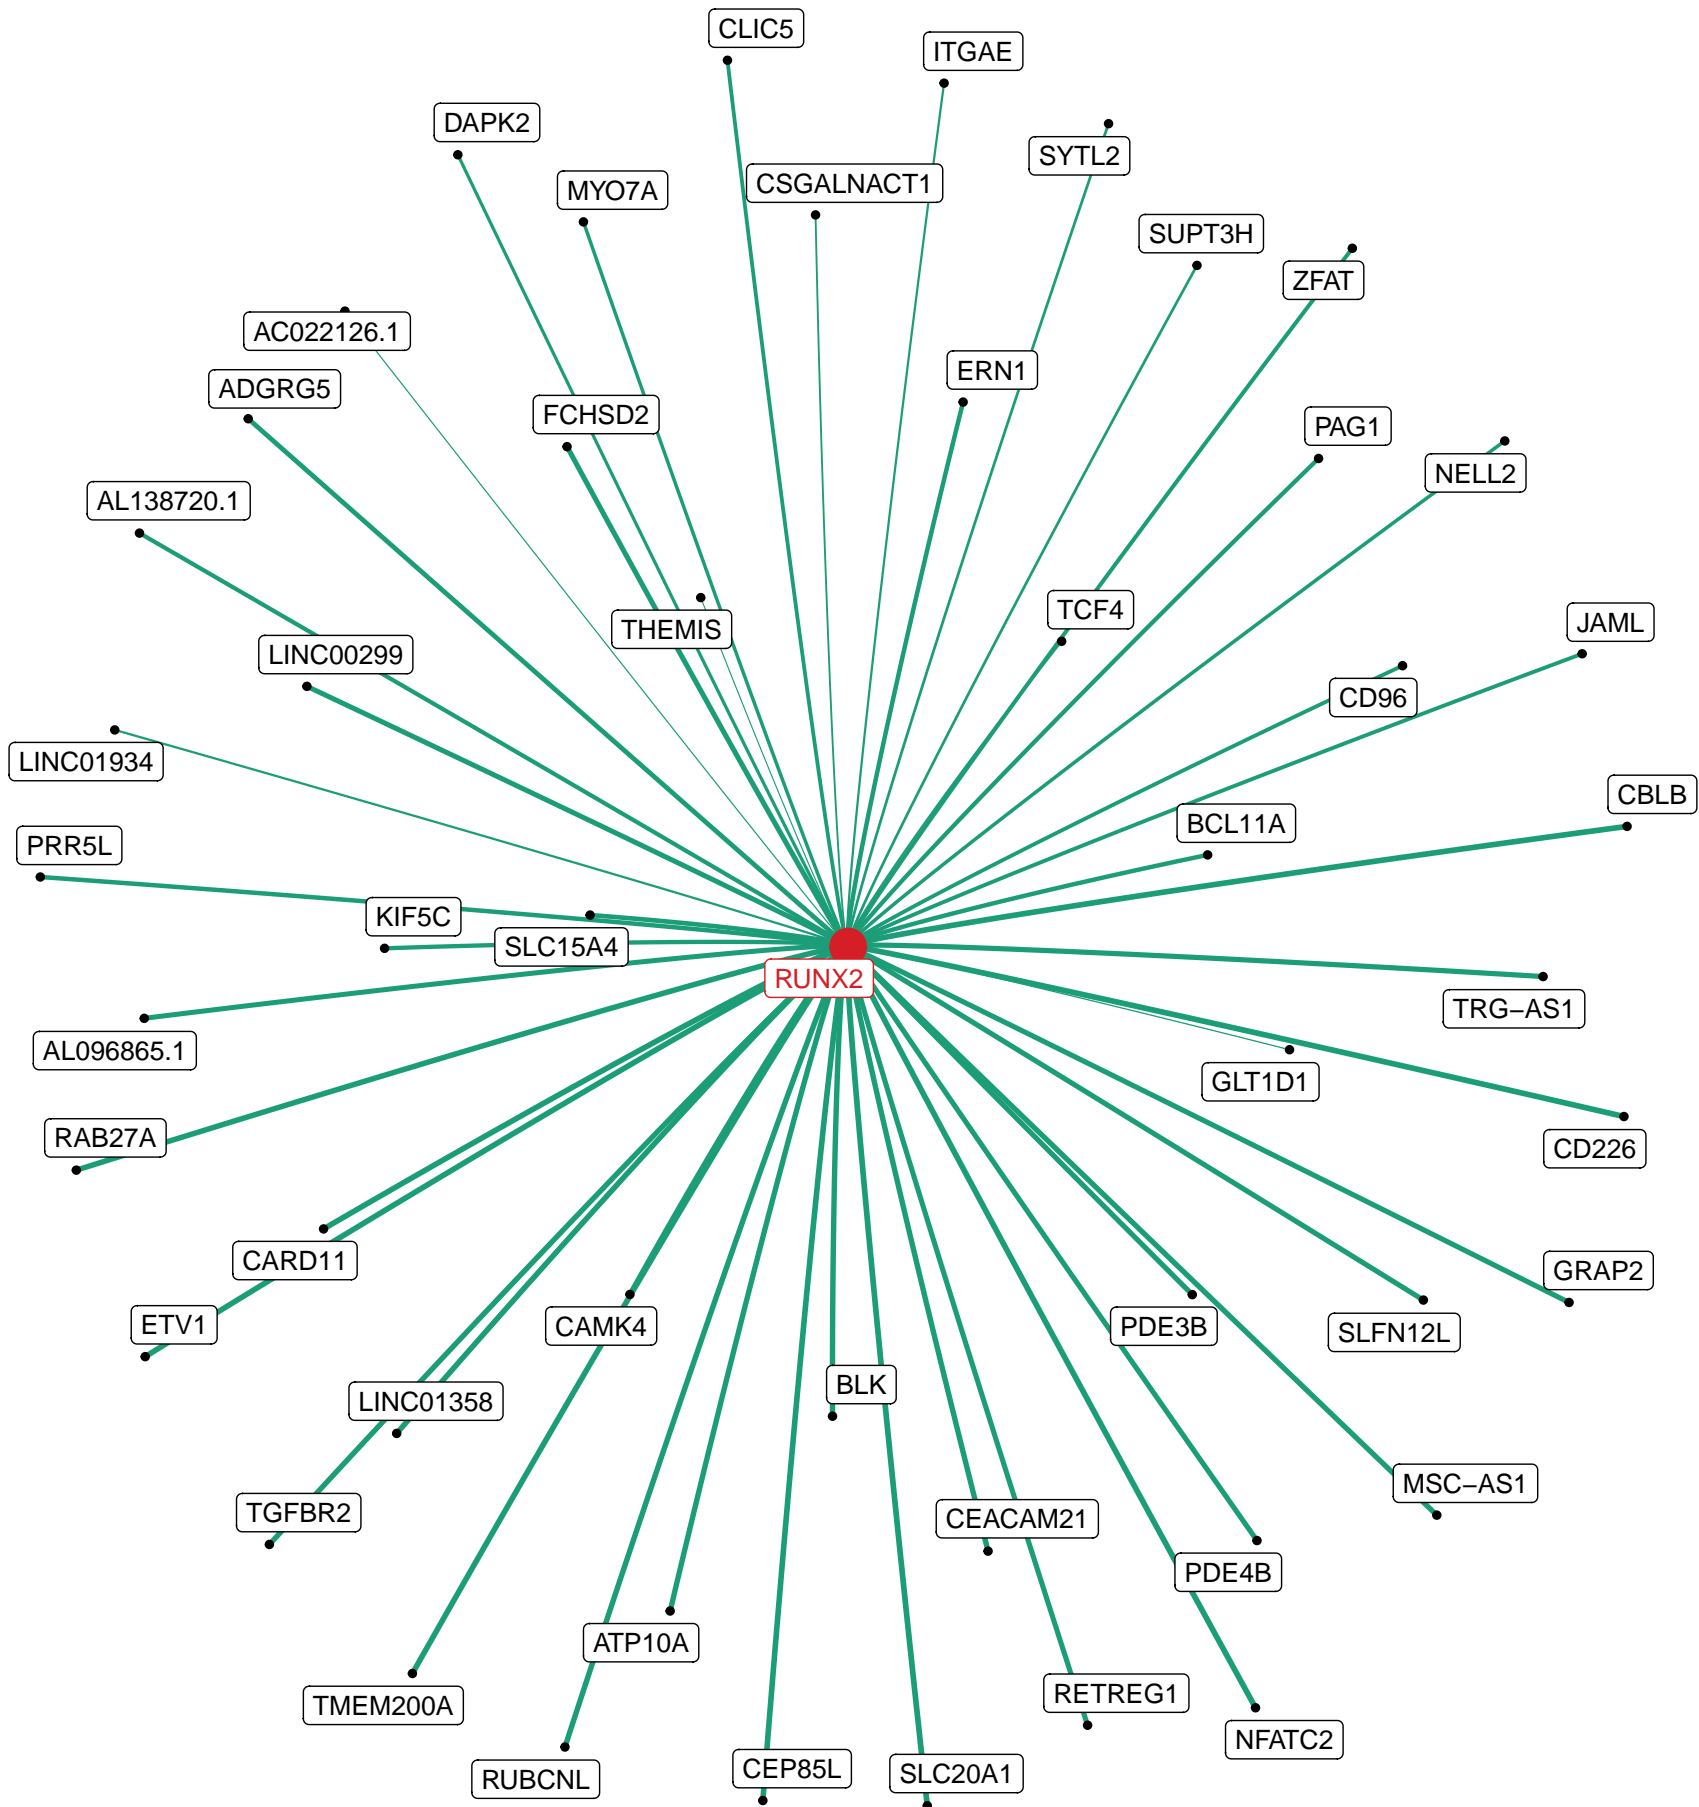 CLIC5
ITGAE
DAPK2
SYTL2
CSGALNACT1
MYO7A
SUPT3H
ZFAT
AC022126.1
ERN1
ADGRG5
FCHSD2
PAG1
NELL2
AL138720.1
TCF4
JAML
THEMIS
LINC00299
CD96
LINC01934
CBLB
BCL11A
PRR5L
KIF5C
SLC15A4
RUNX2
TRG−AS1
AL096865.1
GLT1D1
RAB27A
CD226
CARD11
GRAP2
ETV1
CAMK4
PDE3B
SLFN12L
BLK
LINC01358
MSC−AS1
TGFBR2
CEACAM21
PDE4B
ATP10A
RETREG1
TMEM200A
NFATC2
CEP85L
SLC20A1
RUBCNL